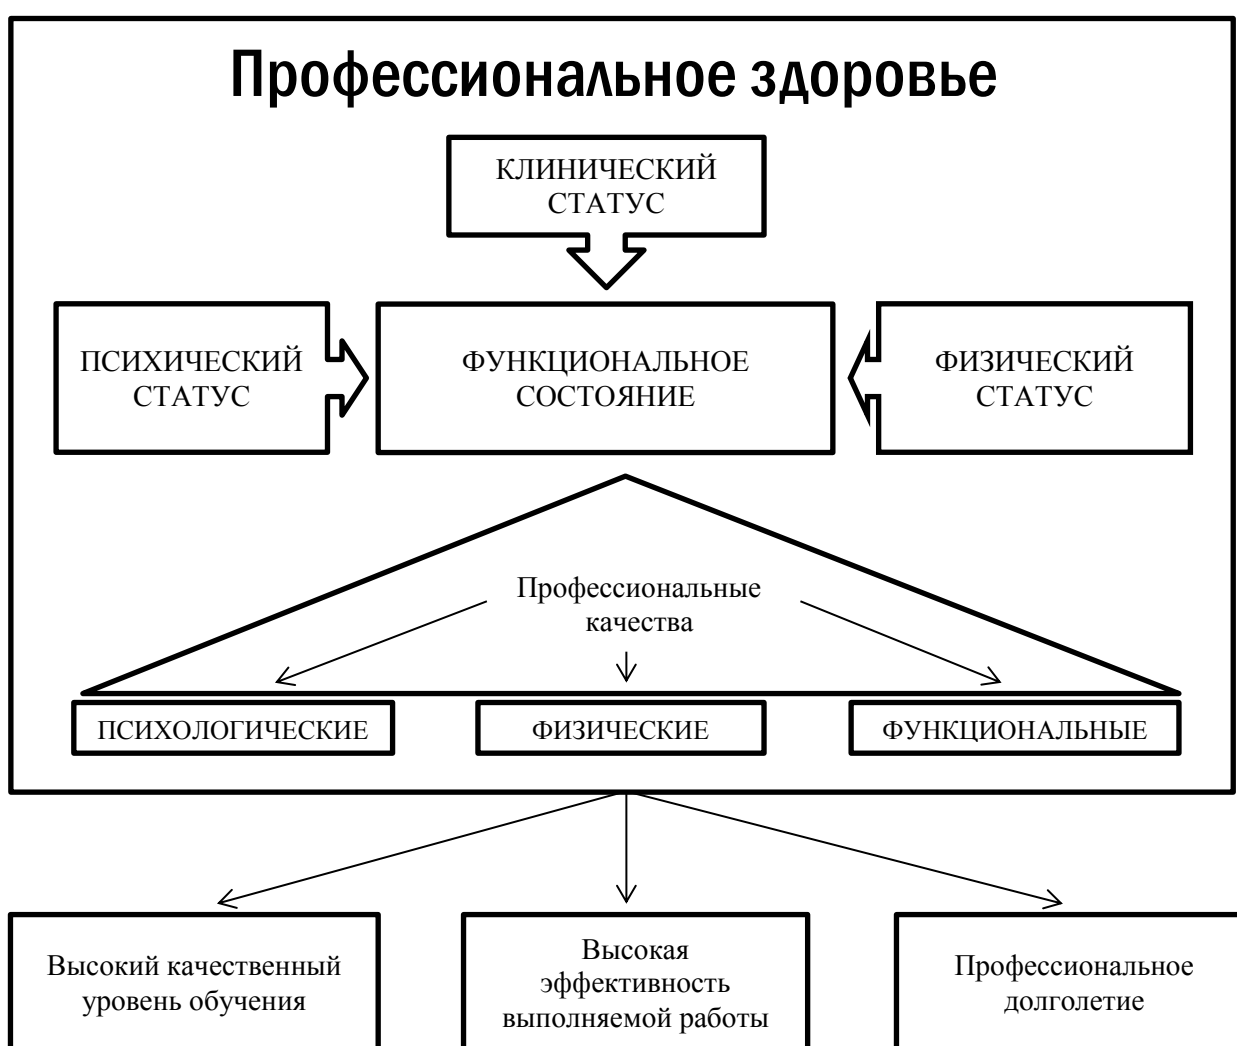 Профессиональное здоровье
КЛИНИЧЕСКИЙ
СТАТУС
ПСИХИЧЕСКИЙ
СТАТУС
ФУНКЦИОНАЛЬНОЕ
СОСТОЯНИЕ
ФИЗИЧЕСКИЙ
СТАТУС
Профессиональные
качества
ПСИХОЛОГИЧЕСКИЕ
ФИЗИЧЕСКИЕ
ФУНКЦИОНАЛЬНЫЕ
Высокий качественный
уровень обучения
Высокая
эффективность
выполняемой работы
Профессиональное
долголетие